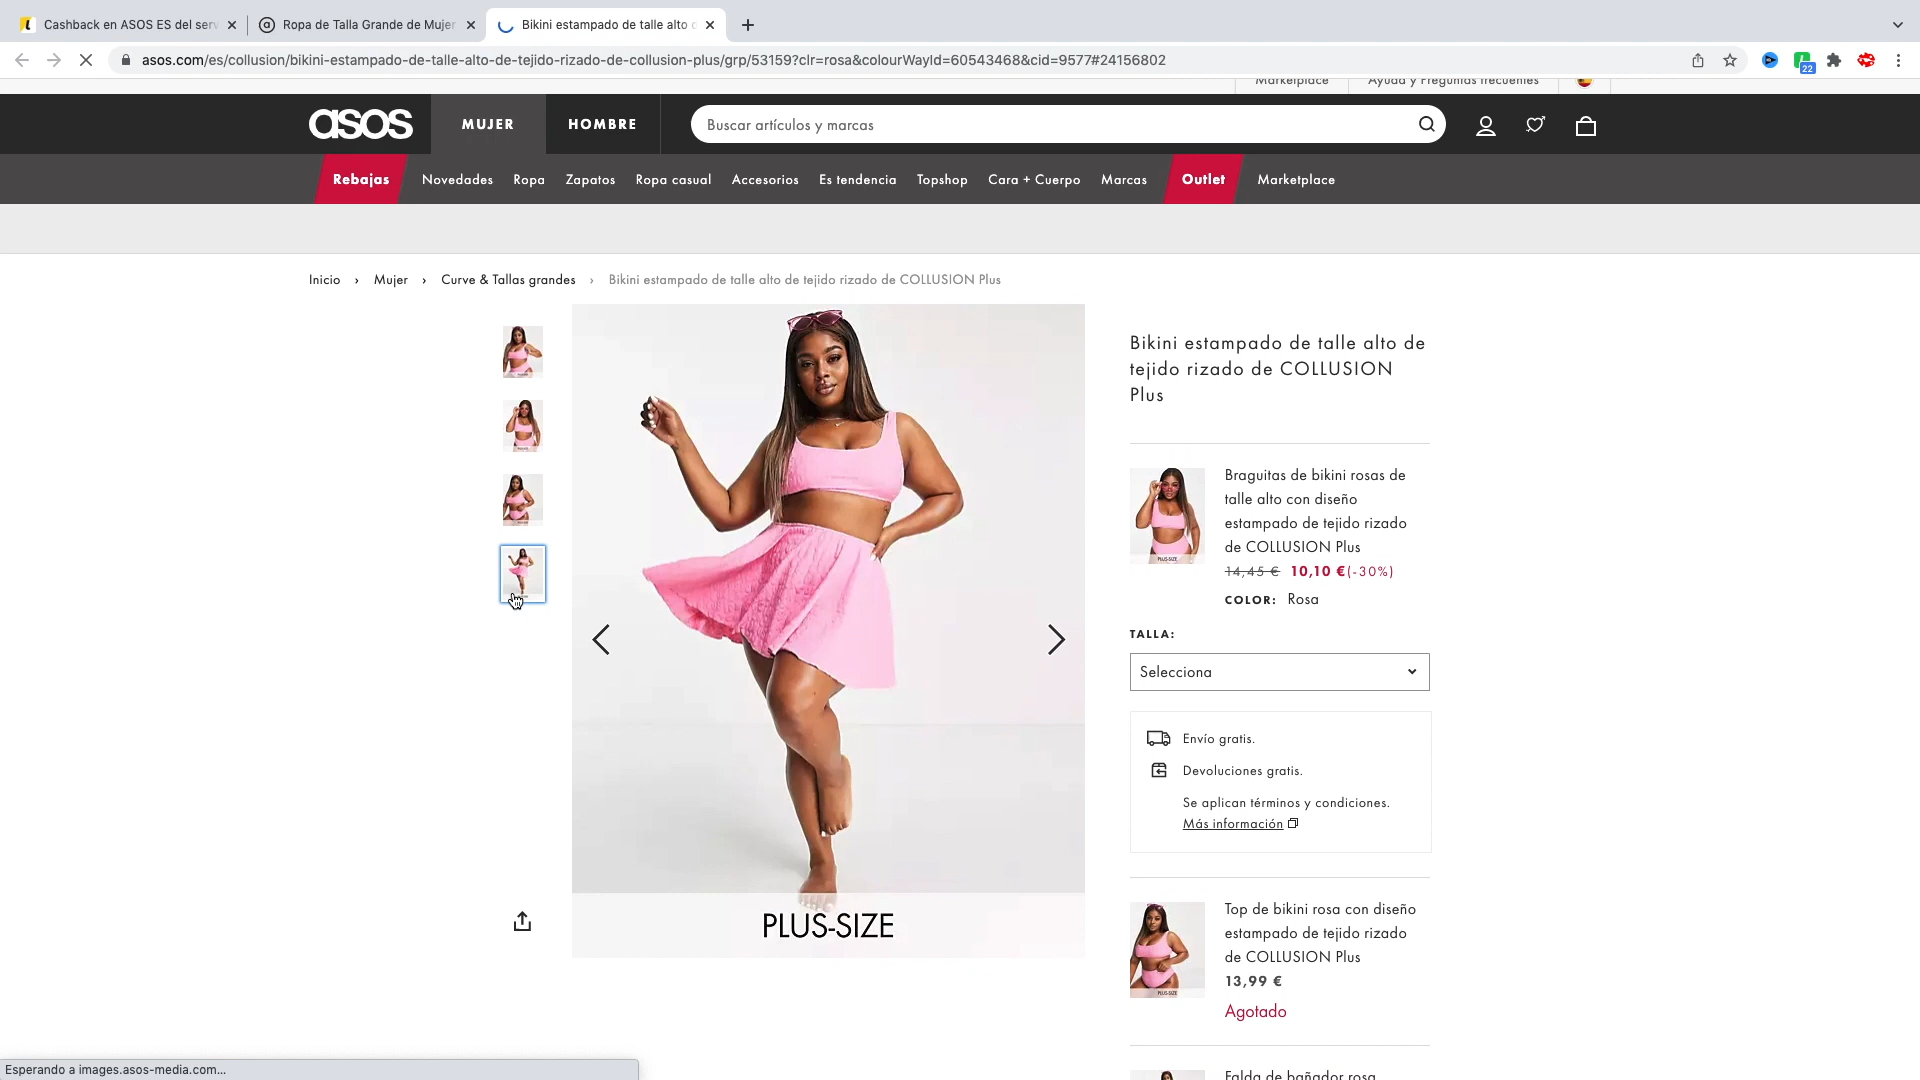 Cashback en ASOS ES del serv
Ropa de Talla Grande de Mujer
Bikini estampado de talle alto d
asos.com/es/collusion/bikini-estampado-de-talle-alto-de-tejido-rizado-de-collusion-plus/grp/53159?clr=rosa&colourWayId=60543468&cid=9577#24156802
22
Marketplace
Ayuda y Preguntas frecuentes
asos
MUJER
HOMBRE
Buscar artículos y marcas
Rebajas
Novedades
Ropa
Zapatos
Ropa casual
Accesorios
Es tendencia
Topshop
Cara + Cuerpo
Marcas
Outlet
Marketplace
Inicio › Mujer › Curve & Tallas grandes › Bikini estampado de talle alto de tejido rizado de COLLUSION Plus
PLUS-SIZE
Bikini estampado de talle alto de
tejido rizado de COLLUSION
Plus
PLUS-SIZE
Braguitas de bikini rosas de
talle alto con diseño
estampado de tejido rizado
de COLLUSION Plus
14,45 € 10,10 €(-30%)
COLOR: Rosa
TALLA:
Selecciona
Envío gratis.
Devoluciones gratis.
Se aplican términos y condiciones.
Más información
PLUS-SIZE
Top de bikini rosa con diseño
estampado de tejido rizado
de COLLUSION Plus
13,99 €
Agotado
Falda de bañador rosa
Esperando a images.asos-media.com...